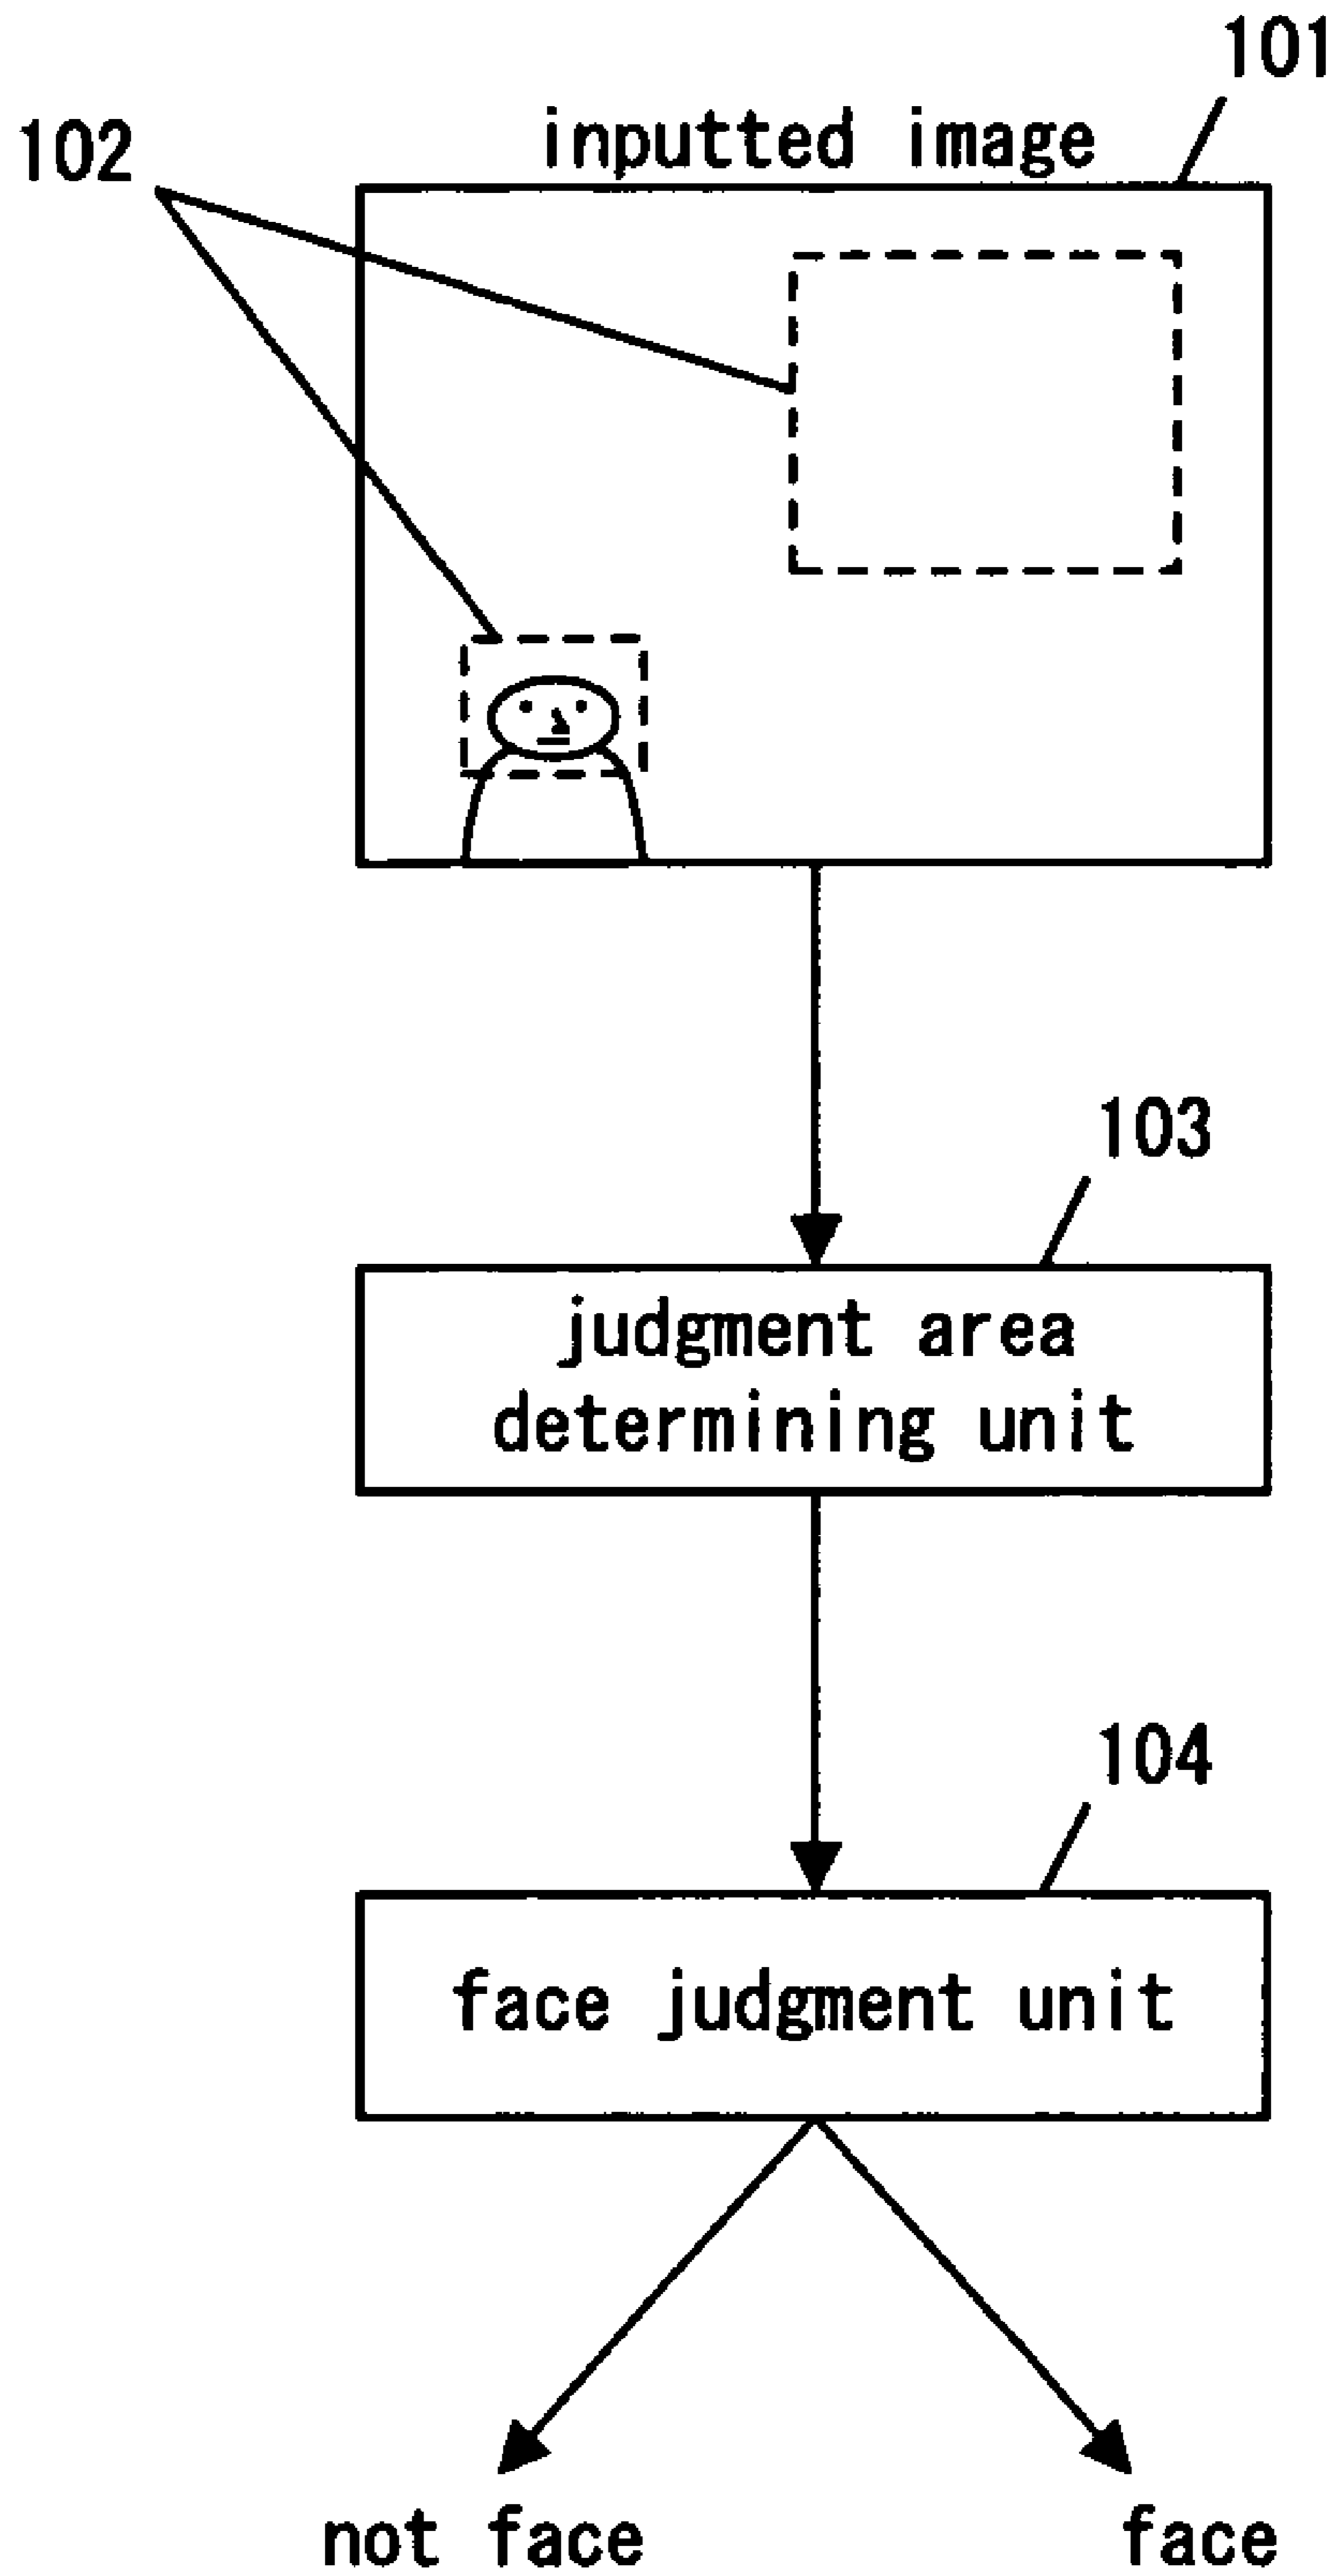 101
inputted image
102
103
judgment area
determining unit
104
face judgment unit
not face
face